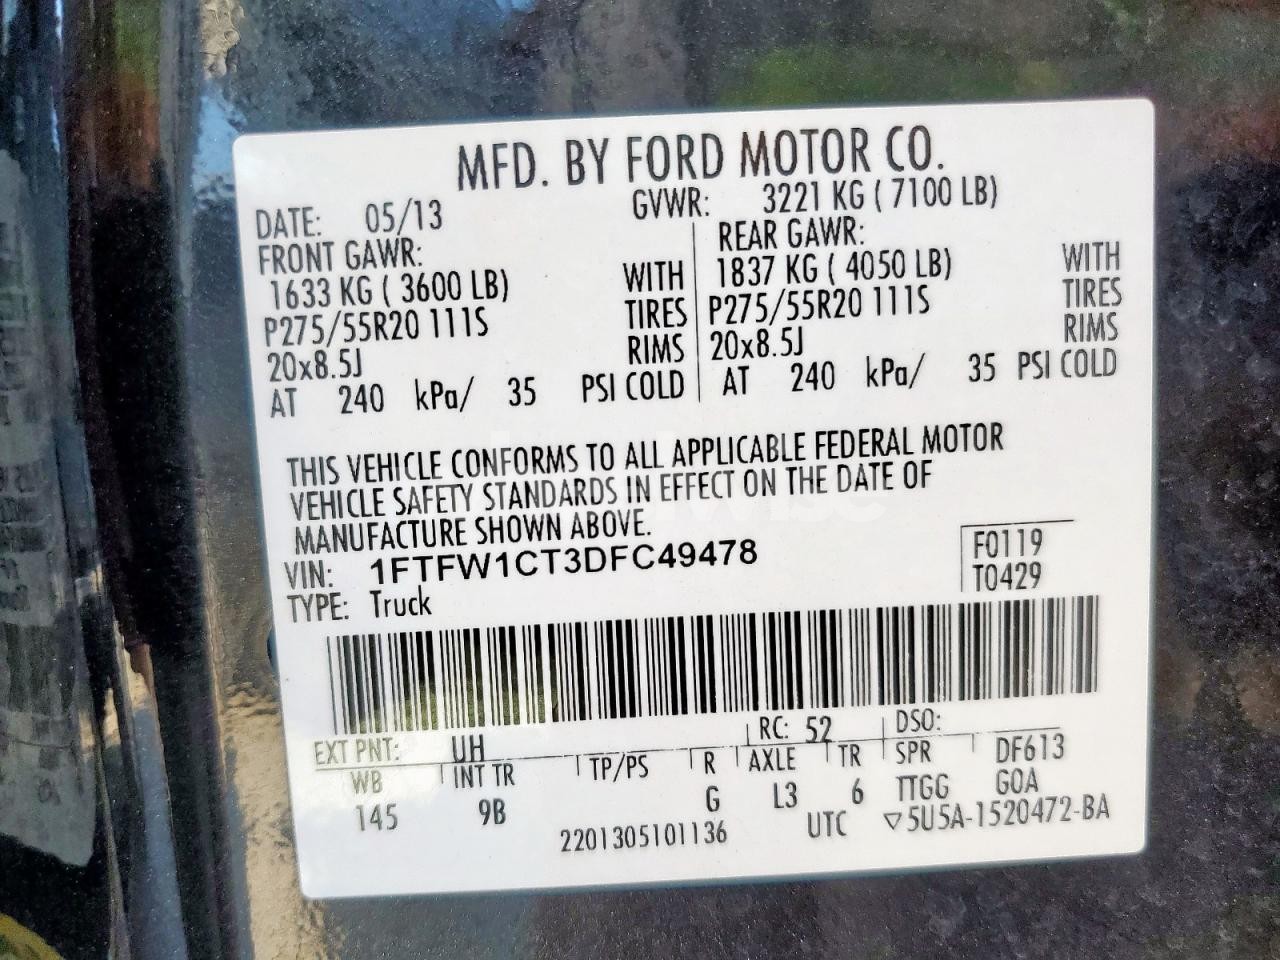 MFD. BY FORD MOTOR CO.
DATE: 05/13 GVWR: 3221 KG ( 7100 LB)
FRONT GAWR: REAR GAWR:
1633 KG ( 3600 LB) WITH 1837 KG ( 4050 LB) WITH
P275/55R20 111S TIRES P275/55R20 111S TIRES
20x8.5J RIMS 20x8.5J RIMS
AT 240 kPa/ 35 PSI COLD AT 240 kPa/ 35 PSI COLD
THIS VEHICLE CONFORMS TO ALL APPLICABLE FEDERAL MOTOR
VEHICLE SAFETY STANDARDS IN EFFECT ON THE DATE OF
MANUFACTURE SHOWN ABOVE.
VIN: 1FTFW1CT3DFC49478 F0119
TYPE: Truck T0429
EXT PNT: UH RC: 52 DSO:
WB INT TR TP/PS R AXLE TR SPR DF613
145 9B G L3 6 TTGG GOA
2201305101136 UTC ▽5U5A-1520472-BA